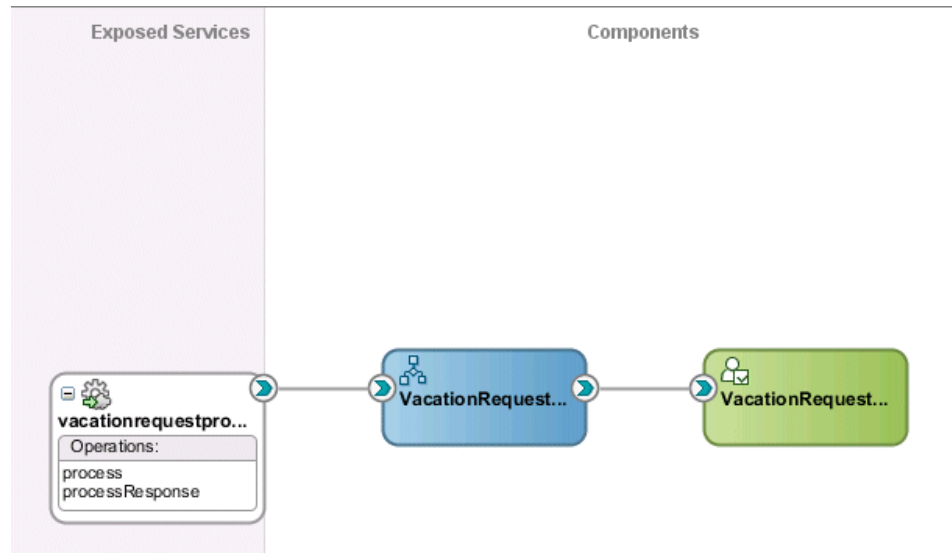 Exposed Services
Components
vacationrequestpro...
Operations:
process
processResponse
VacationRequest...
VacationRequest...